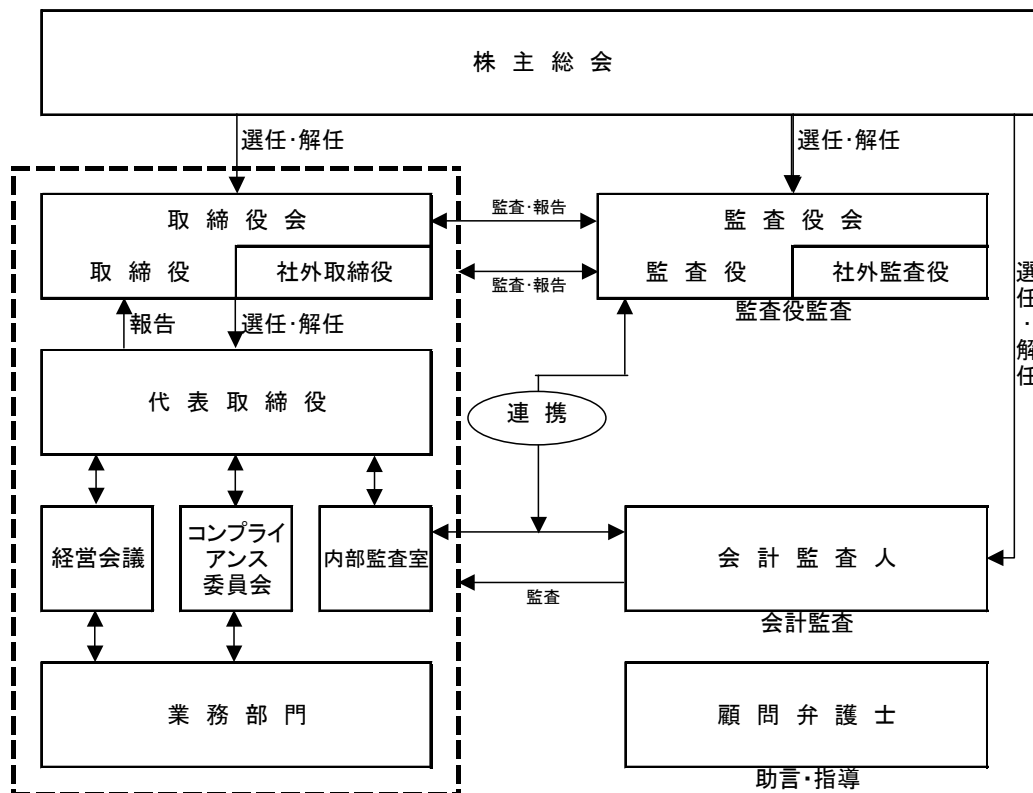 株主総会
選任・解任
選任・解任
取締役会
監査・報告
監査役会
取締役
社外取締役
監査・報告
監査役
社外監査役
選任・解任
報告
選任・解任
監査役監査
代表取締役
連携
経営会議
コンプライ
アンス
委員会
内部監査室
会計監査人
監査
会計監査
業務部門
顧問弁護士
助言・指導